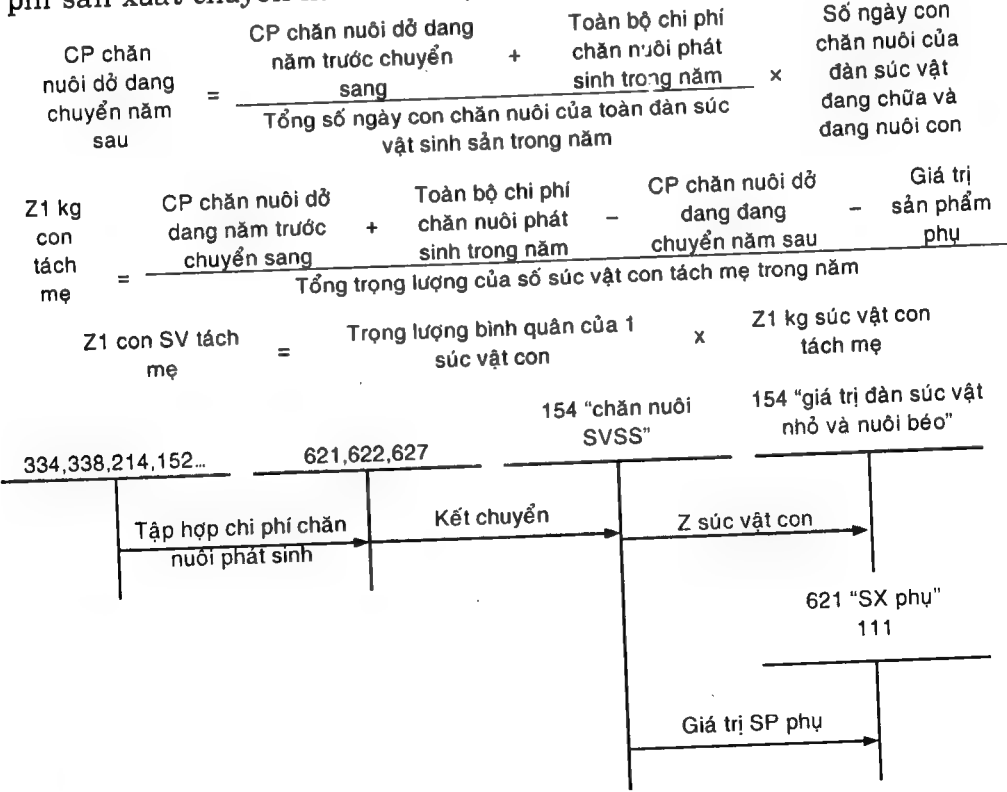 phí sản xuất chuyển
CP chăn
nuôi dở dang
chuyển năm
sau
=
CP chăn nuôi dở dang
năm trước chuyển
sang
+
Toàn bộ chi phí
chăn nuôi phát
sinh trong năm
Tổng số ngày con chăn nuôi của toàn đàn súc
vật sinh sản trong năm
x
Số ngày con
chăn nuôi của
đàn súc vật
đang chữa và
đang nuôi con
Z1 kg
con
tách
mẹ
=
CP chăn nuôi dở
dang năm trước
chuyển sang
+
Toàn bộ chi phí
chăn nuôi phát
sinh trong năm
–
CP chăn nuôi dở
dang đang
chuyển năm sau
–
Giá trị
sản phẩm
phụ
Tổng trọng lượng của số súc vật con tách mẹ trong năm
Z1 con SV tách
mẹ
=
Trọng lượng bình quân của 1
súc vật con
x
Z1 kg súc vật con
tách mẹ
334,338,214,152...
621,622,627
154 “chăn nuôi
SVSS”
154 “giá trị đàn súc vật
nhỏ và nuôi béo”
Tập hợp chi phí chăn
nuôi phát sinh
Kết chuyển
Z súc vật con
621 “SX phụ”
111
Giá trị SP phụ